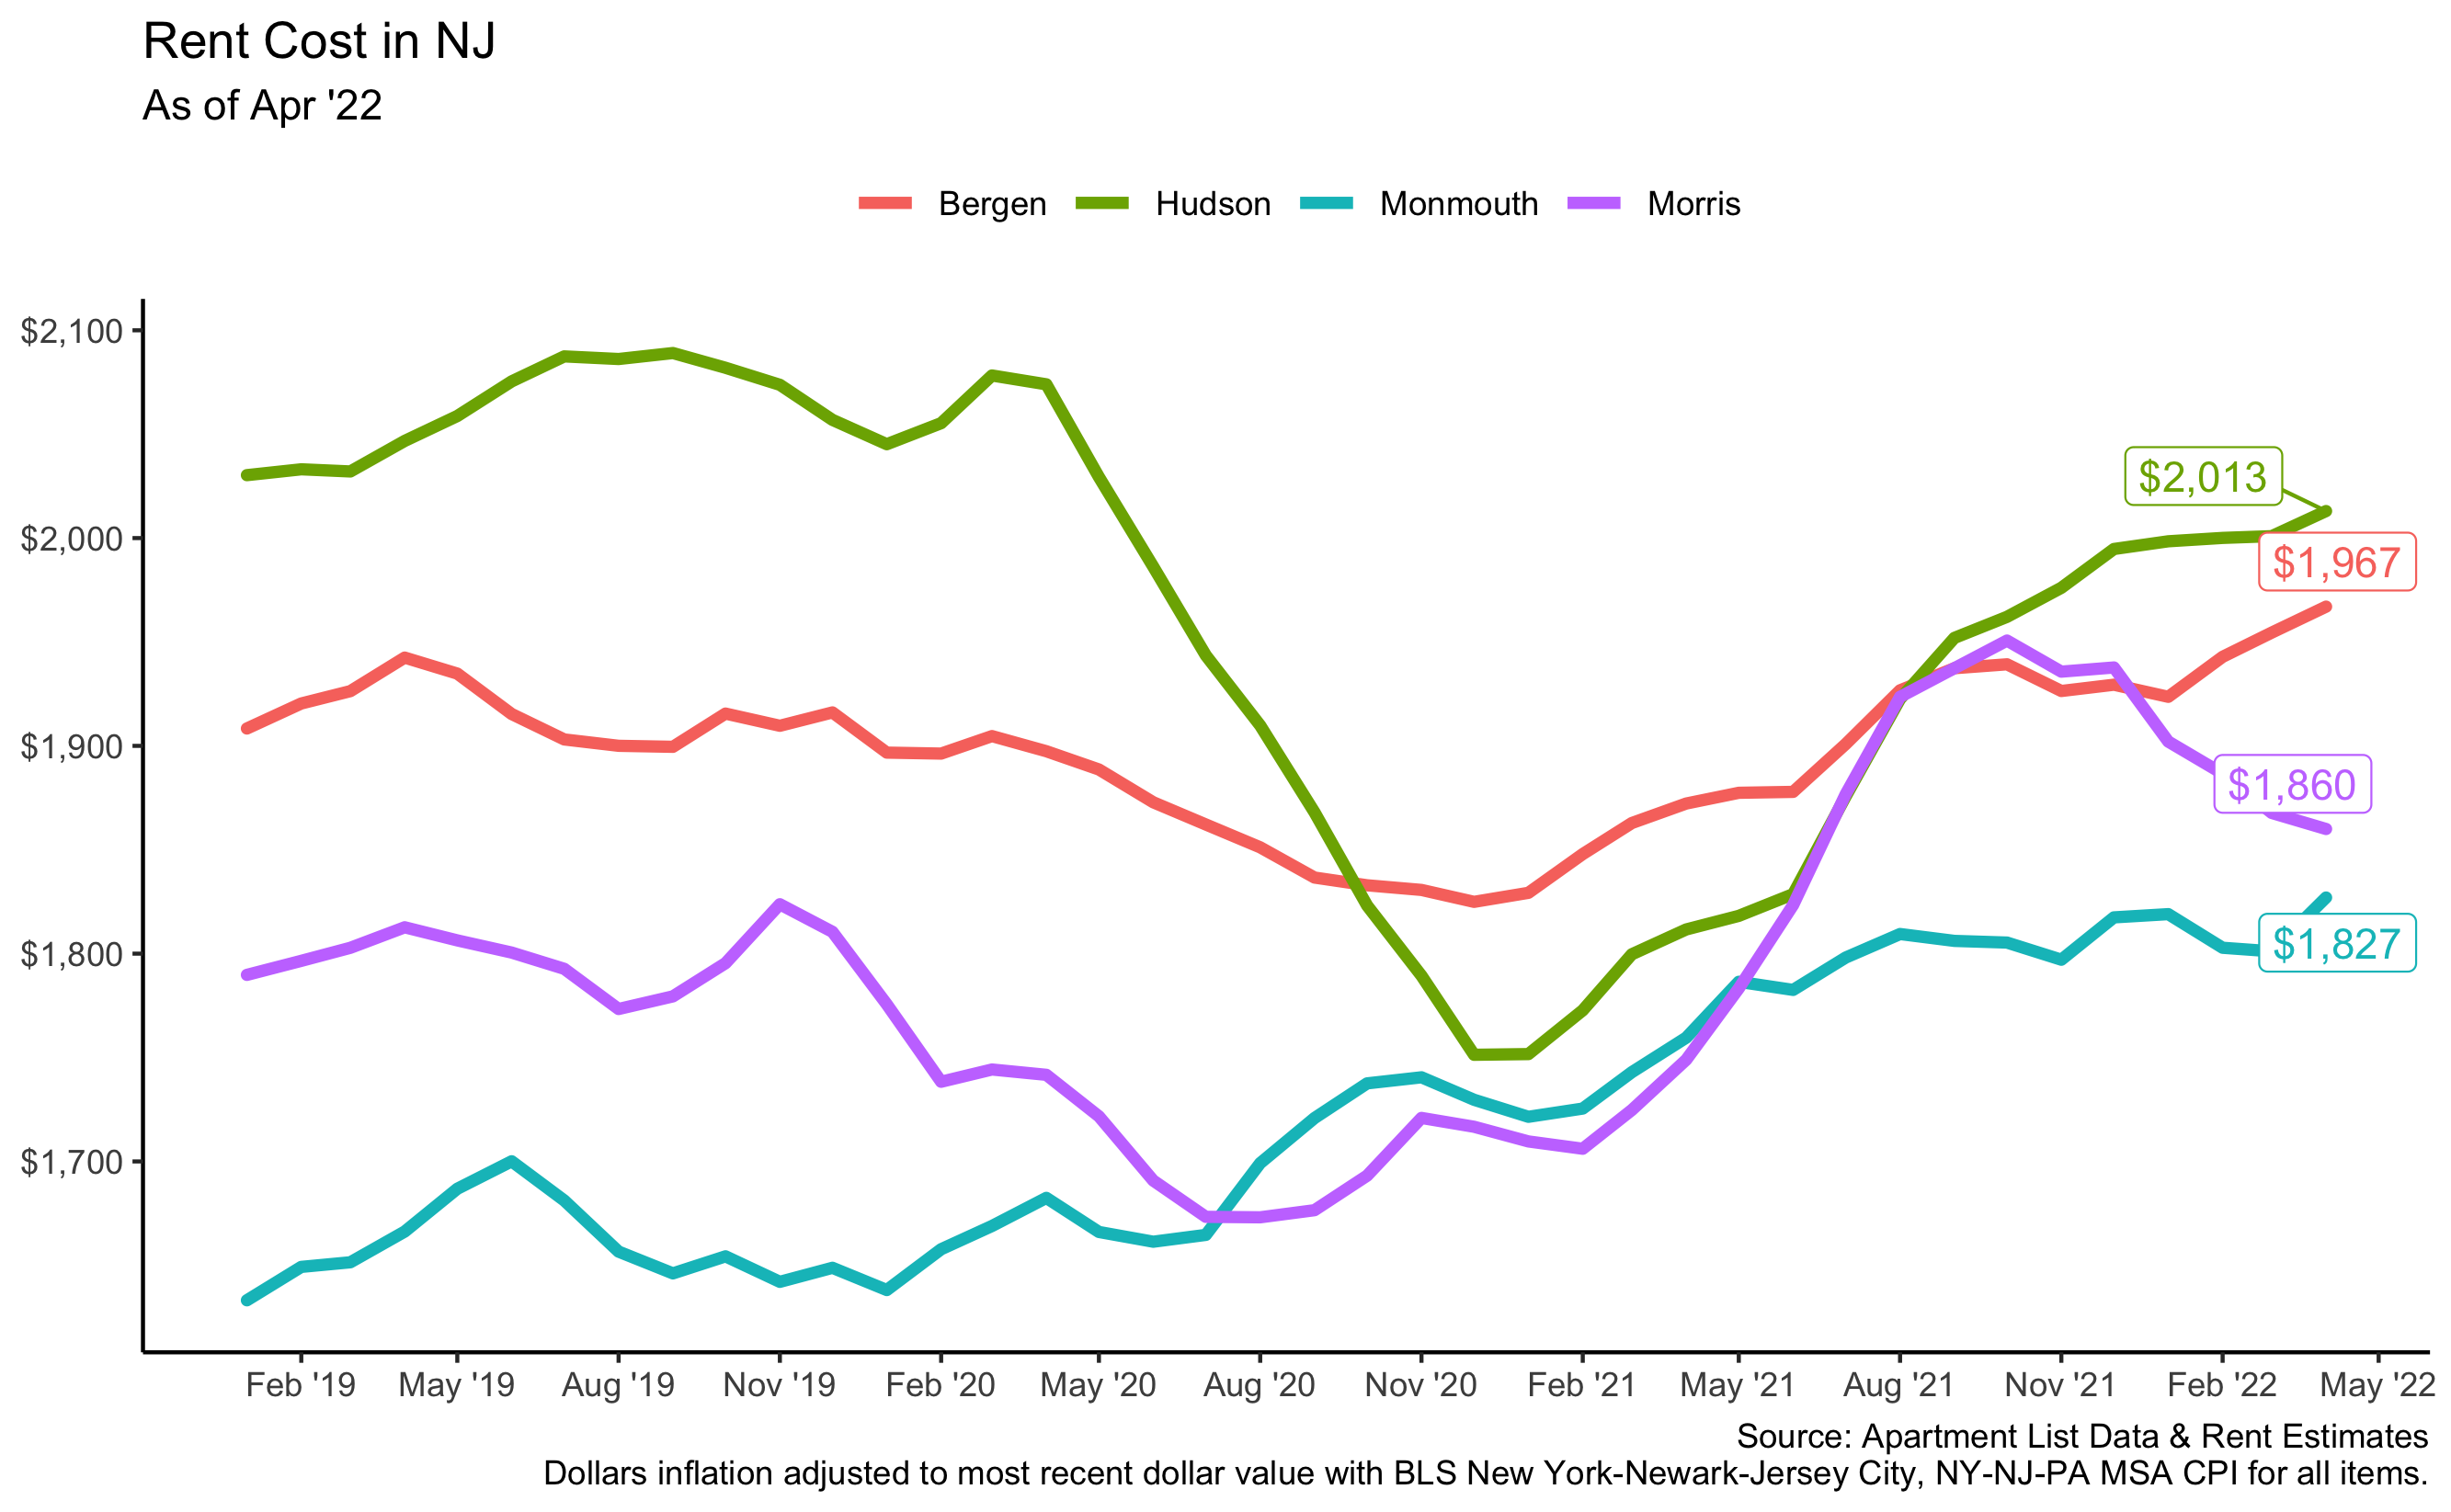 Rent Cost in NJ
As of Apr '22
Bergen Hudson Monmouth Morris
$2,100
$2,000
$1,900
$1,800
$1,700
$2,013
$1,967
$1,860
$1,827
Feb '19 May '19 Aug '19 Nov '19 Feb '20 May '20 Aug '20 Nov '20 Feb '21 May '21 Aug '21 Nov '21 Feb '22 May '22
Source: Apartment List Data & Rent Estimates
Dollars inflation adjusted to most recent dollar value with BLS New York-Newark-Jersey City, NY-NJ-PA MSA CPI for all items.